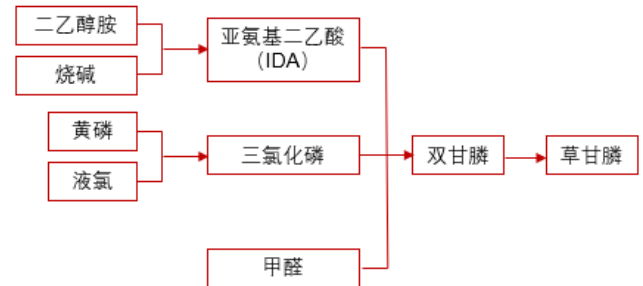 二乙醇胺
烧碱
亚氨基二乙酸
（IDA）
黄磷
液氯
三氯化磷
双甘膦
草甘膦
甲醛